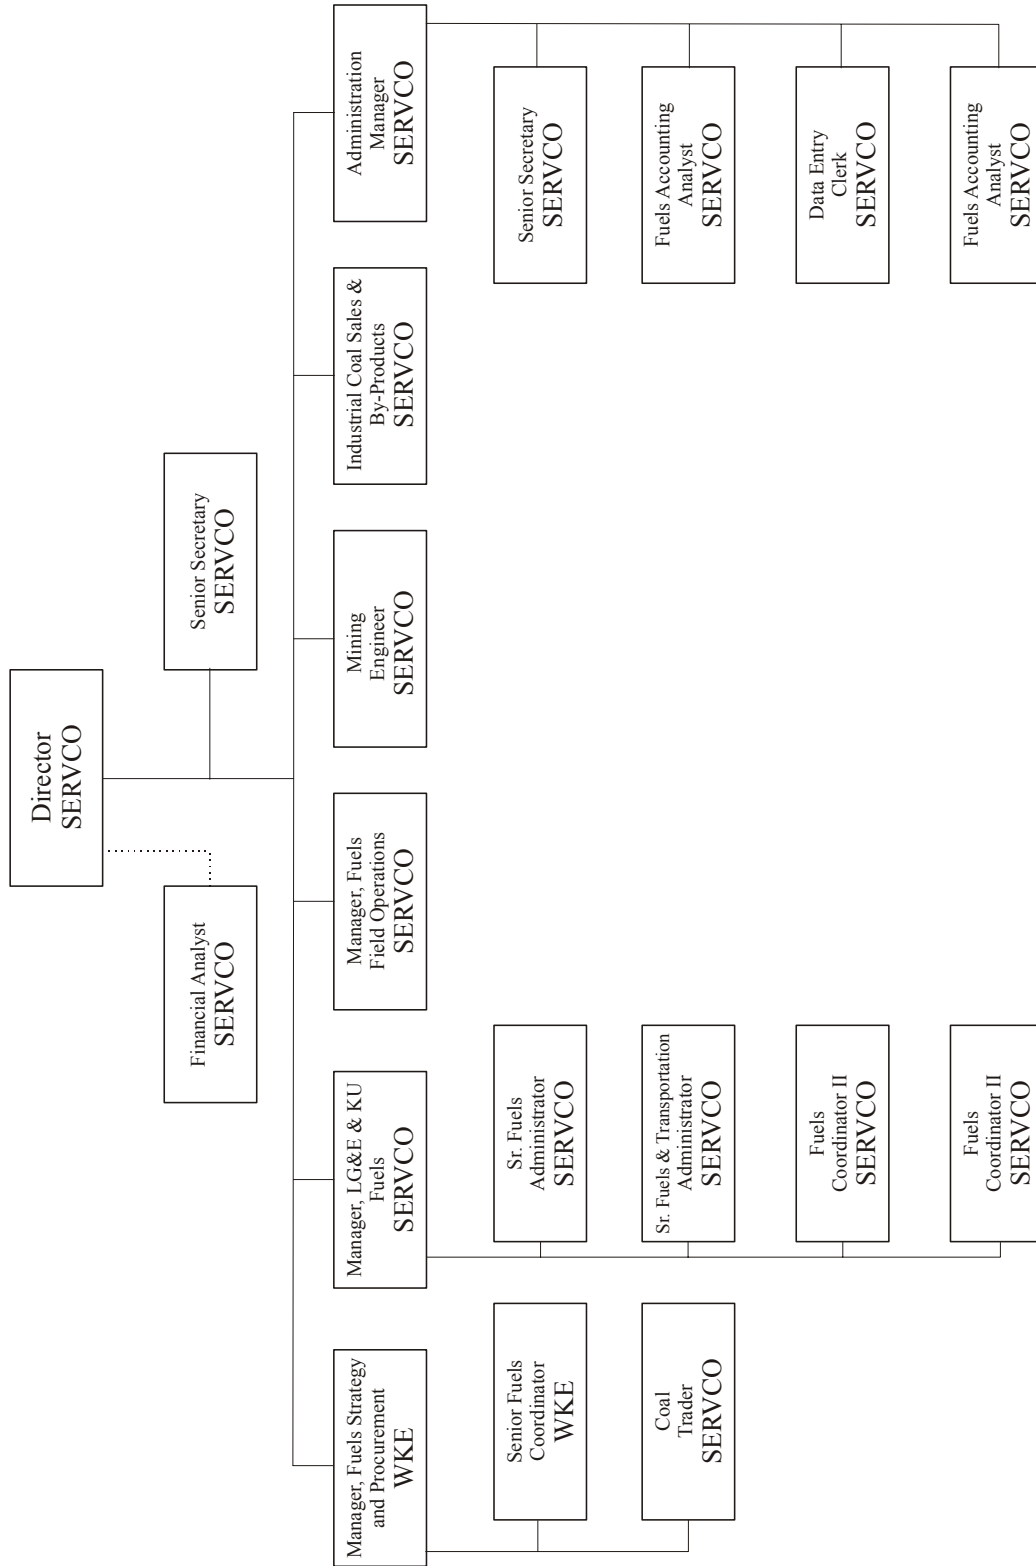 Director
SERVCO
Financial Analyst
SERVCO
Senior Secretary
SERVCO
Manager, Fuels Strategy
and Procurement
WKE
Manager, LG&E & KU
Fuels
SERVCO
Manager, Fuels
Field Operations
SERVCO
Mining
Engineer
SERVCO
Industrial Coal Sales &
By-Products
SERVCO
Administration
Manager
SERVCO
Senior Fuels
Coordinator
WKE
Coal
Trader
SERVCO
Sr. Fuels
Administrator
SERVCO
Sr. Fuels & Transportation
Administrator
SERVCO
Fuels
Coordinator II
SERVCO
Fuels
Coordinator II
SERVCO
Senior Secretary
SERVCO
Fuels Accounting
Analyst
SERVCO
Data Entry
Clerk
SERVCO
Fuels Accounting
Analyst
SERVCO